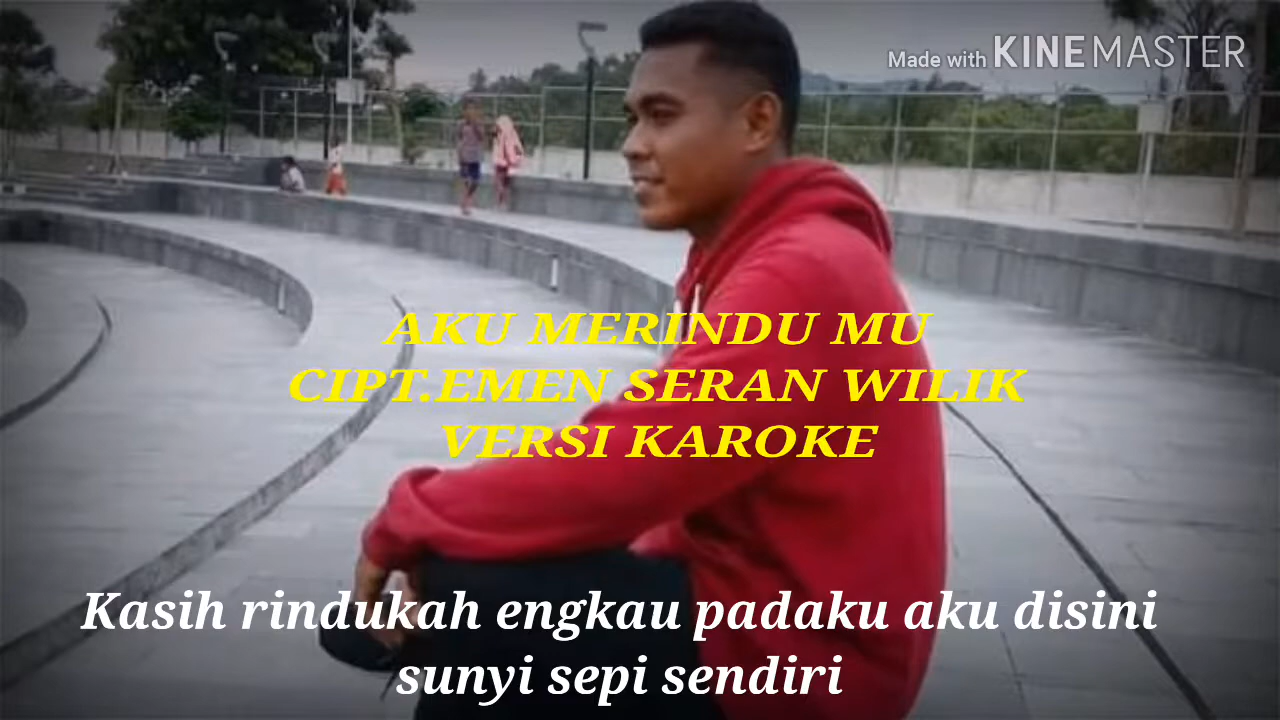 Made with KINEMASTER
AKU MERINDU MU
CIPT.EMEN SERAN WILIK
VERSI KAROKE
Kasih rindukah engkau padaku aku disini
sunyi sepi sendiri